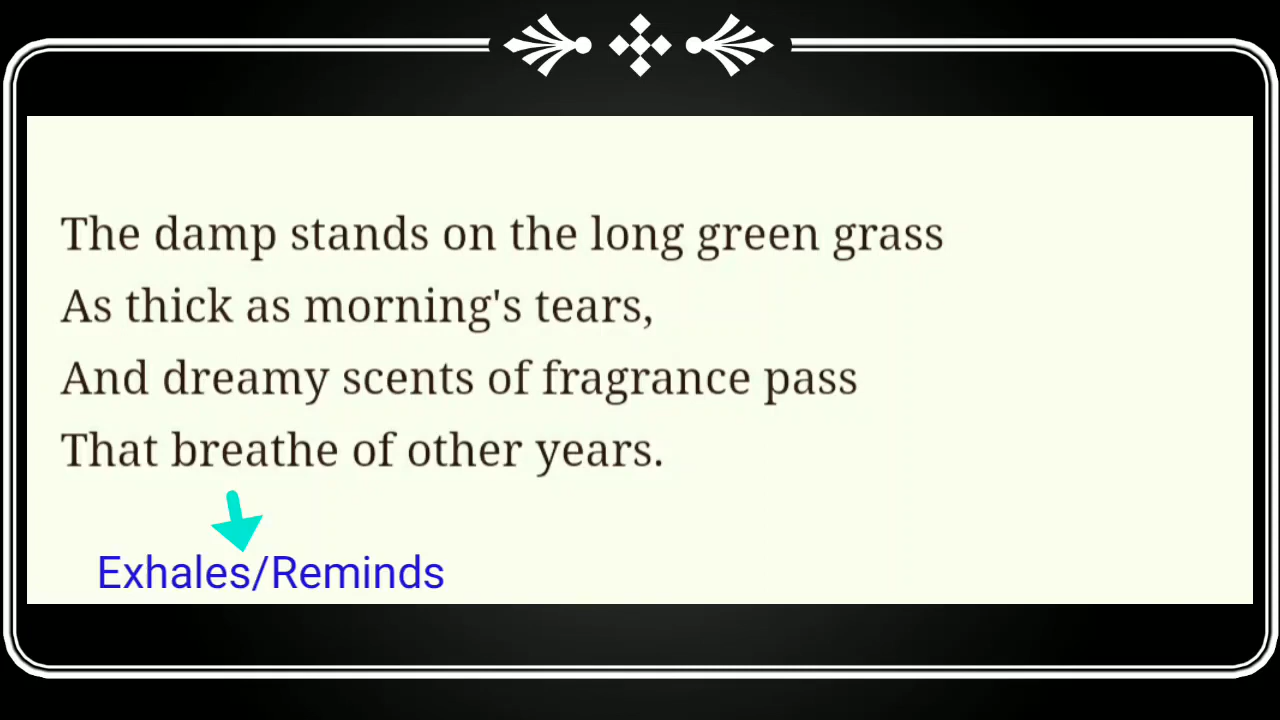 The damp stands on the long green grass
As thick as morning's tears,
And dreamy scents of fragrance pass
That breathe of other years.
Exhales/Reminds